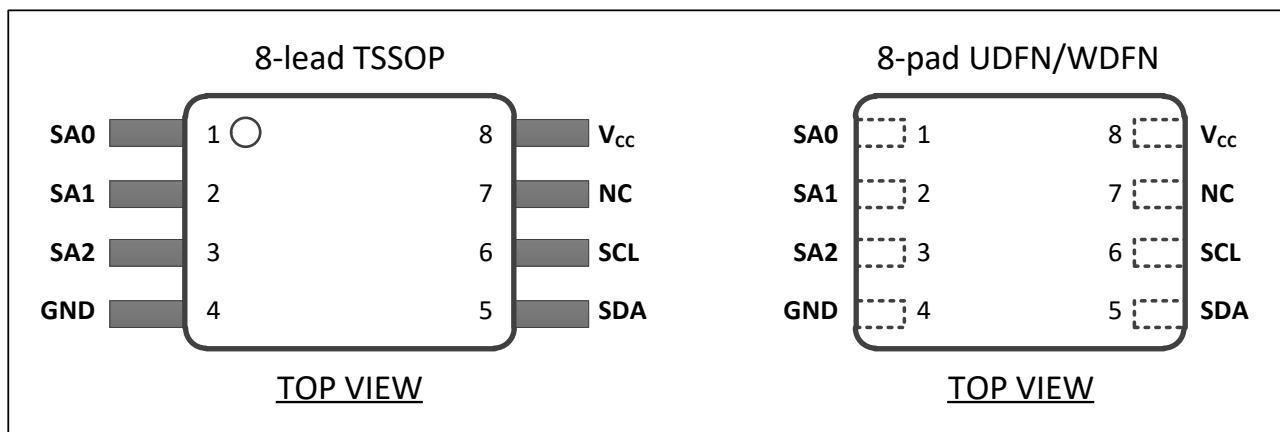 8-lead TSSOP
SA0 1 8 VCC
SA1 2 7 NC
SA2 3 6 SCL
GND 4 5 SDA
TOP VIEW
8-pad UDFN/WDFN
SA0 1 8 VCC
SA1 2 7 NC
SA2 3 6 SCL
GND 4 5 SDA
TOP VIEW